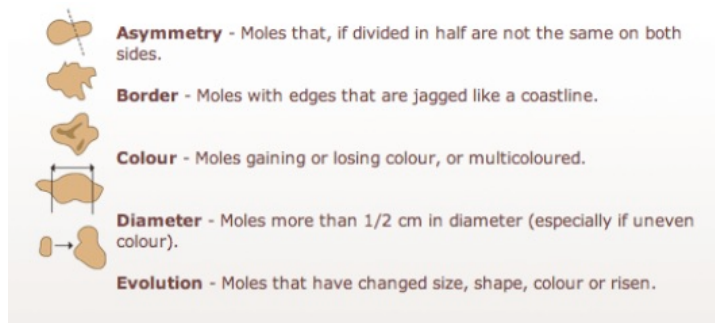 Asymmetry - Moles that, if divided in half are not the same on both
sides.
Border - Moles with edges that are jagged like a coastline.
Colour - Moles gaining or losing colour, or multicoloured.
Diameter - Moles more than 1/2 cm in diameter (especially if uneven
colour).
Evolution - Moles that have changed size, shape, colour or risen.